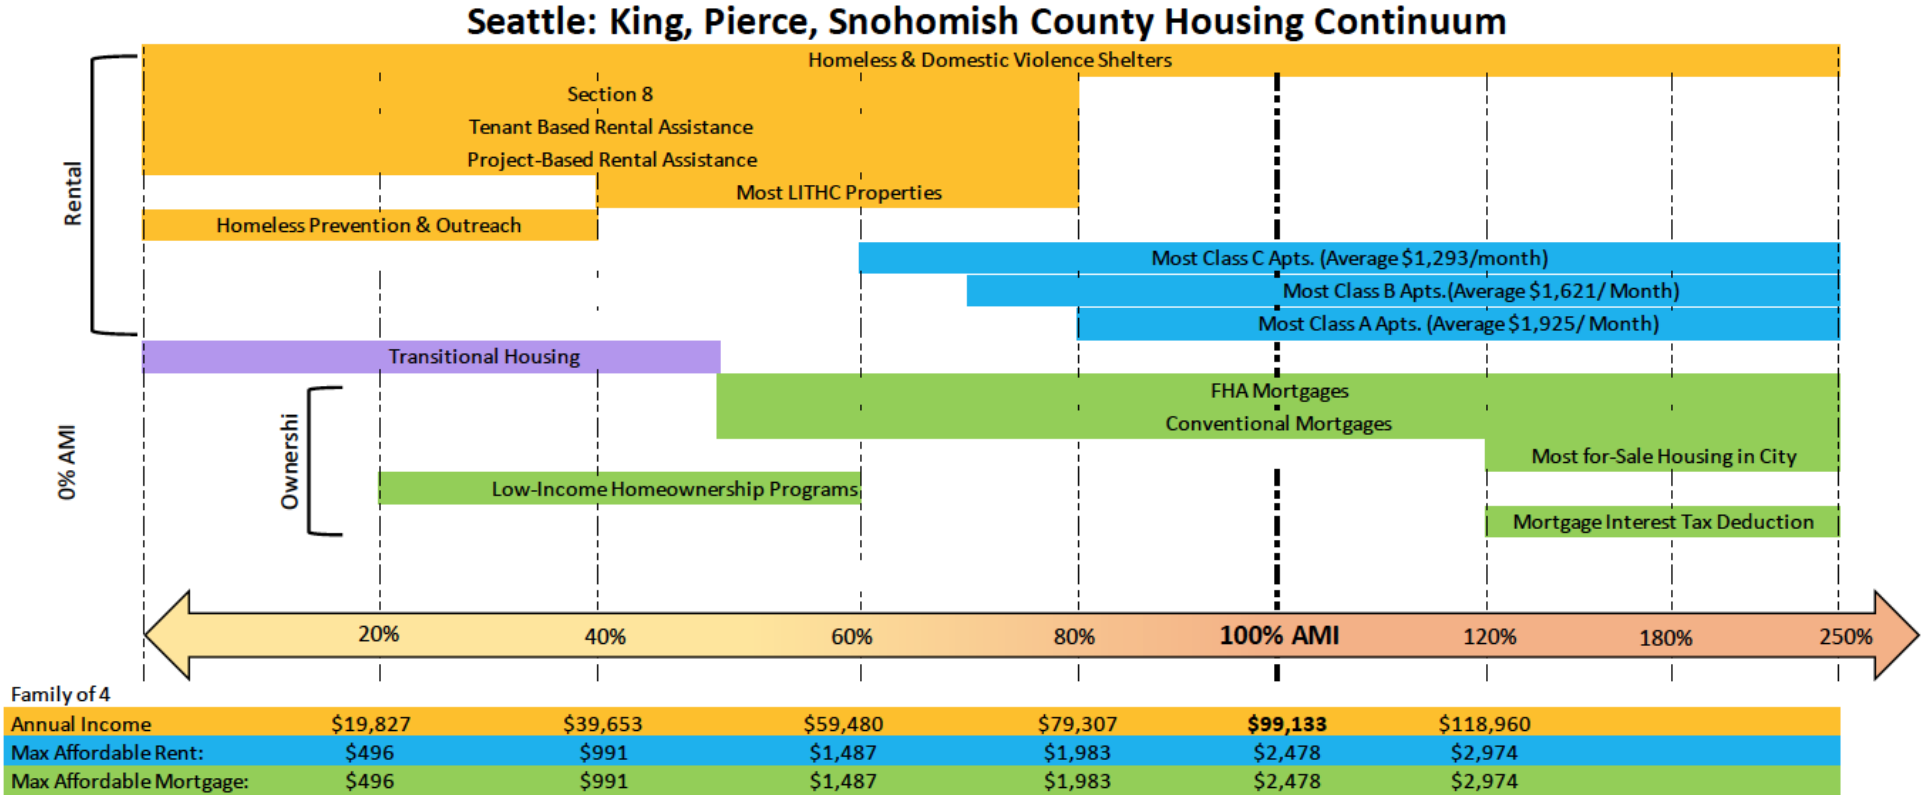 Seattle: King, Pierce, Snohomish County Housing Continuum
Homeless & Domestic Violence Shelters
Section 8
Tenant Based Rental Assistance
Project-Based Rental Assistance
Most LITHC Properties
Homeless Prevention & Outreach
Most Class C Apts. (Average $1,293/month)
Most Class B Apts.(Average $1,621/ Month)
Most Class A Apts. (Average $1,925/ Month)
Rental
Transitional Housing
FHA Mortgages
Conventional Mortgages
Most for-Sale Housing in City
Low-Income Homeownership Programs
Mortgage Interest Tax Deduction
Ownershi
0% AMI
20% 40% 60% 80% 100% AMI 120% 180% 250%
Family of 4
Annual Income $19,827 $39,653 $59,480 $79,307 $99,133 $118,960
Max Affordable Rent: $496 $991 $1,487 $1,983 $2,478 $2,974
Max Affordable Mortgage: $496 $991 $1,487 $1,983 $2,478 $2,974